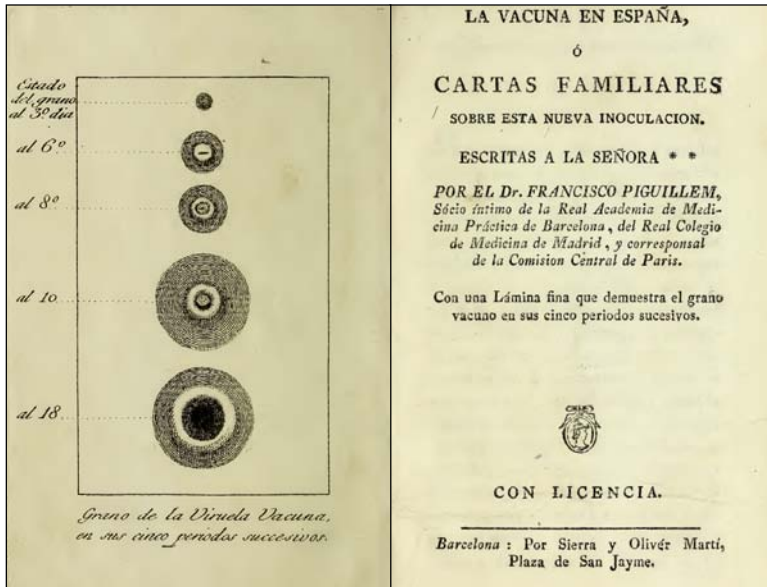 Estado
del grano
al 3º dia
al 6º
al 8º
al 10
al 18
Grano de la Viruela Vacuna,
en sus cinco periodos succesivos.
LA VACUNA EN ESPAÑA,
ó
CARTAS FAMILIARES
SOBRE ESTA NUEVA INOCULACION.
ESCRITAS A LA SEÑORA * *
POR EL Dr. FRANCISCO PIGUILLEM,
Sócio íntimo de la Real Academia de Medi-
cina Práctica de Barcelona, del Real Colegio
de Medicina de Madrid, y corresponsal
de la Comision Central de Paris.
Con una Lámina fina que demuestra el grano
vacuno en sus cinco periodos sucesivos.
CON LICENCIA.
Barcelona : Por Sierra y Olivér Martí,
Plaza de San Jayme.